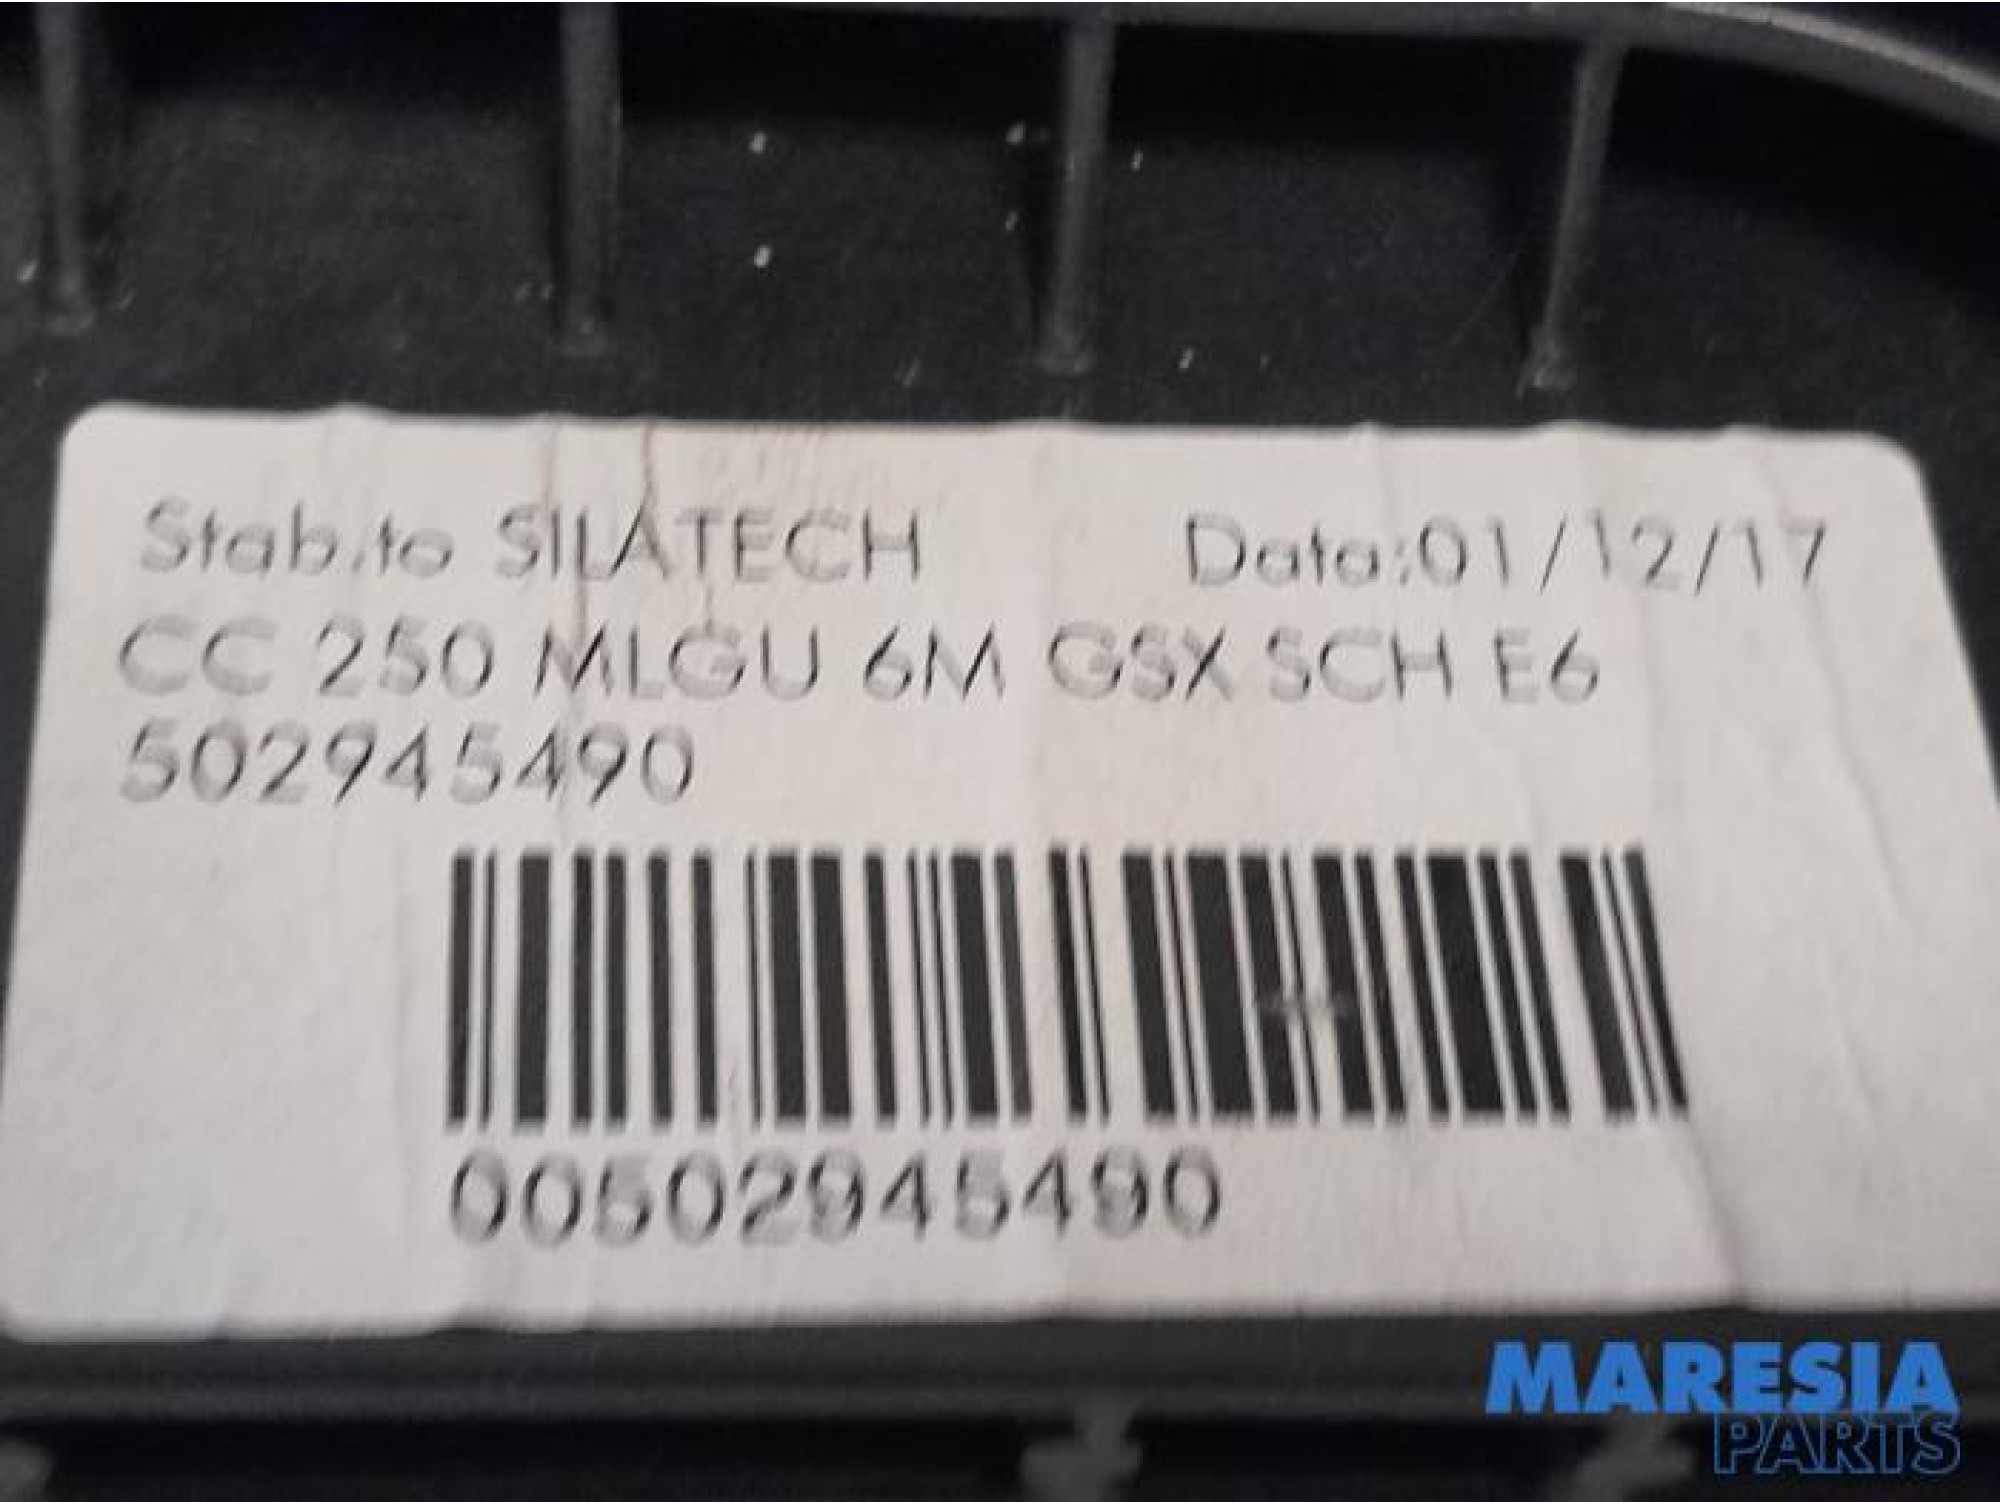 Stab.to SILATECH Data:01/12/17
CC 250 MLGU 6M GSX SCH E6
502945490
00502945490
MARESIA
PARTS